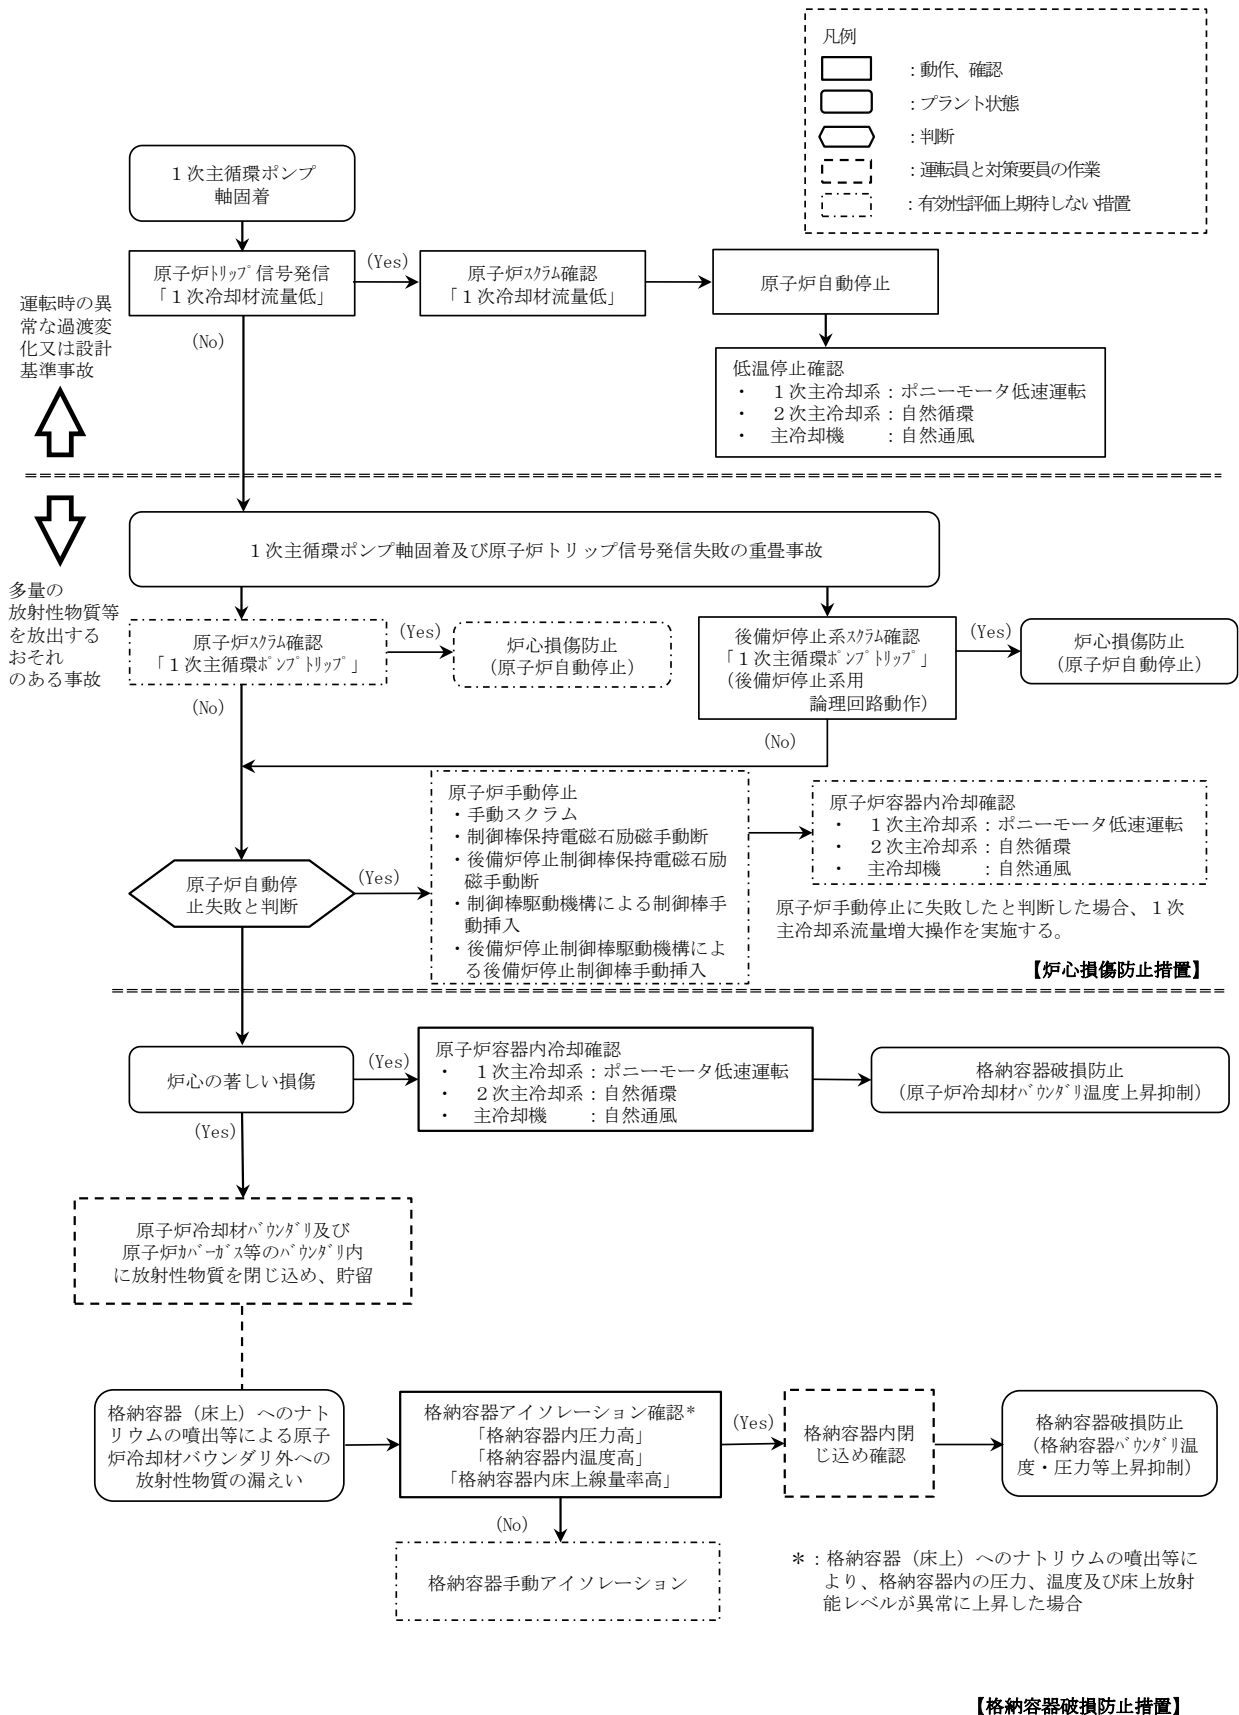 凡例
：動作、確認
：プラント状態
：判断
：運転員と対策要員の作業
：有効性評価上期待しない措置
１次主循環ポンプ
軸固着
原子炉ﾄﾘｯﾌﾟ信号発信
「１次冷却材流量低」
(Yes)
原子炉ｽｸﾗﾑ確認
「１次冷却材流量低」
原子炉自動停止
(No)
運転時の異
常な過渡変
化又は設計
基準事故
低温停止確認
・　１次主冷却系：ポニーモータ低速運転
・　２次主冷却系：自然循環
・　主冷却機　　：自然通風
１次主循環ポンプ軸固着及び原子炉トリップ信号発信失敗の重畳事故
多量の
放射性物質等
を放出する
おそれ
のある事故
原子炉ｽｸﾗﾑ確認
「１次主循環ﾎﾟﾝﾌﾟﾄﾘｯﾌﾟ」
(Yes)
炉心損傷防止
（原子炉自動停止）
後備炉停止系ｽｸﾗﾑ確認
「１次主循環ﾎﾟﾝﾌﾟﾄﾘｯﾌﾟ」
（後備炉停止系用
論理回路動作）
(Yes)
炉心損傷防止
（原子炉自動停止）
(No)
(No)
原子炉自動停
止失敗と判断
(Yes)
原子炉手動停止
・手動スクラム
・制御棒保持電磁石励磁手動断
・後備炉停止制御棒保持電磁石励
磁手動断
・制御棒駆動機構による制御棒手
動挿入
・後備炉停止制御棒駆動機構によ
る後備炉停止制御棒手動挿入
原子炉容器内冷却確認
・　１次主冷却系：ポニーモータ低速運転
・　２次主冷却系：自然循環
・　主冷却機　　：自然通風
原子炉手動停止に失敗したと判断した場合、１次
主冷却系流量増大操作を実施する。
【炉心損傷防止措置】
炉心の著しい損傷
(Yes)
原子炉容器内冷却確認
・　１次主冷却系：ポニーモータ低速運転
・　２次主冷却系：自然循環
・　主冷却機　　：自然通風
格納容器破損防止
（原子炉冷却材ﾊﾞｳﾝﾀﾞﾘ温度上昇抑制）
(Yes)
原子炉冷却材ﾊﾞｳﾝﾀﾞﾘ及び
原子炉ｶﾊﾞｰｶﾞｽ等のﾊﾞｳﾝﾀﾞﾘ内
に放射性物質を閉じ込め、貯留
格納容器（床上）へのナト
リウムの噴出等による原子
炉冷却材バウンダリ外への
放射性物質の漏えい
格納容器アイソレーション確認*
「格納容器内圧力高」
「格納容器内温度高」
「格納容器内床上線量率高」
(Yes)
格納容器内閉
じ込め確認
格納容器破損防止
（格納容器ﾊﾞｳﾝﾀﾞﾘ温
度・圧力等上昇抑制）
(No)
格納容器手動アイソレーション
＊：格納容器（床上）へのナトリウムの噴出等に
より、格納容器内の圧力、温度及び床上放射
能レベルが異常に上昇した場合
【格納容器破損防止措置】